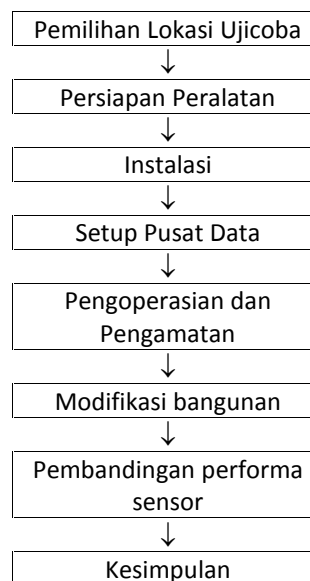 Pemilihan Lokasi Ujicoba
↓
Persiapan Peralatan
↓
Instalasi
↓
Setup Pusat Data
↓
Pengoperasian dan
Pengamatan
↓
Modifikasi bangunan
↓
Pembandingan performa
sensor
↓
Kesimpulan